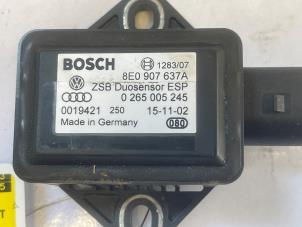 BOSCH 1283/07
8E0 907 637A
ZSB Duosensor ESP
0 265 005 245
0019421 250 15-11-02
Made in Germany 080